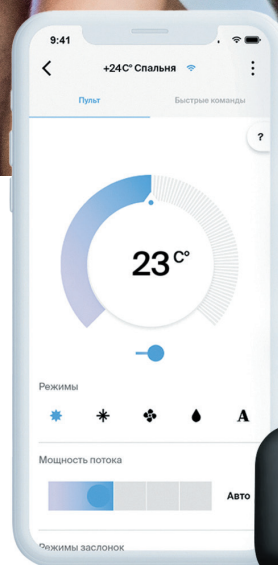 9:41
+24C° Спальня
Пульт Быстрые команды
?
23 C°
Режимы
A
Мощность потока
Авто
Режимы заслонок